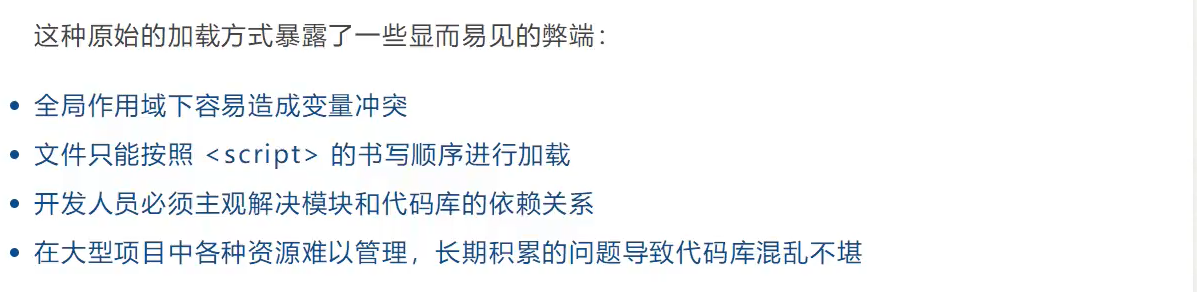 这种原始的加载方式暴露了一些显而易见的弊端：
• 全局作用域下容易造成变量冲突
• 文件只能按照 <script> 的书写顺序进行加载
• 开发人员必须主观解决模块和代码库的依赖关系
• 在大型项目中各种资源难以管理，长期积累的问题导致代码库混乱不堪